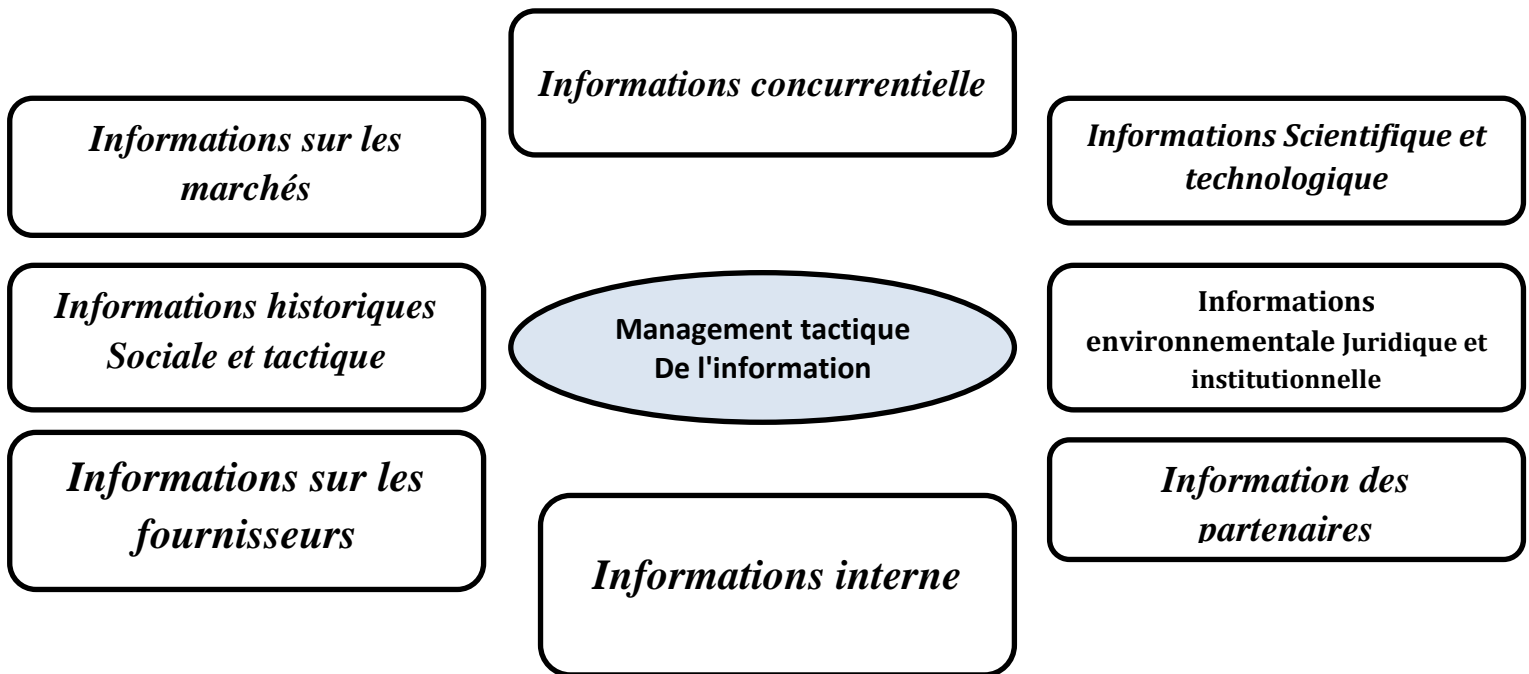 Informations concurrentielle
Informations sur les
marchés
Informations Scientifique et
technologique
Informations historiques
Sociale et tactique
Management tactique
De l'information
Informations
environnementale Juridique et
institutionnelle
Informations sur les
fournisseurs
Information des
partenaires
Informations interne